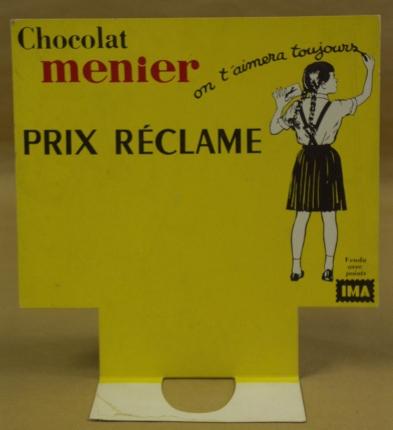 Chocolat
menier
on t'aimera toujours
PRIX RÉCLAME
Vendu
avec
points
IMA